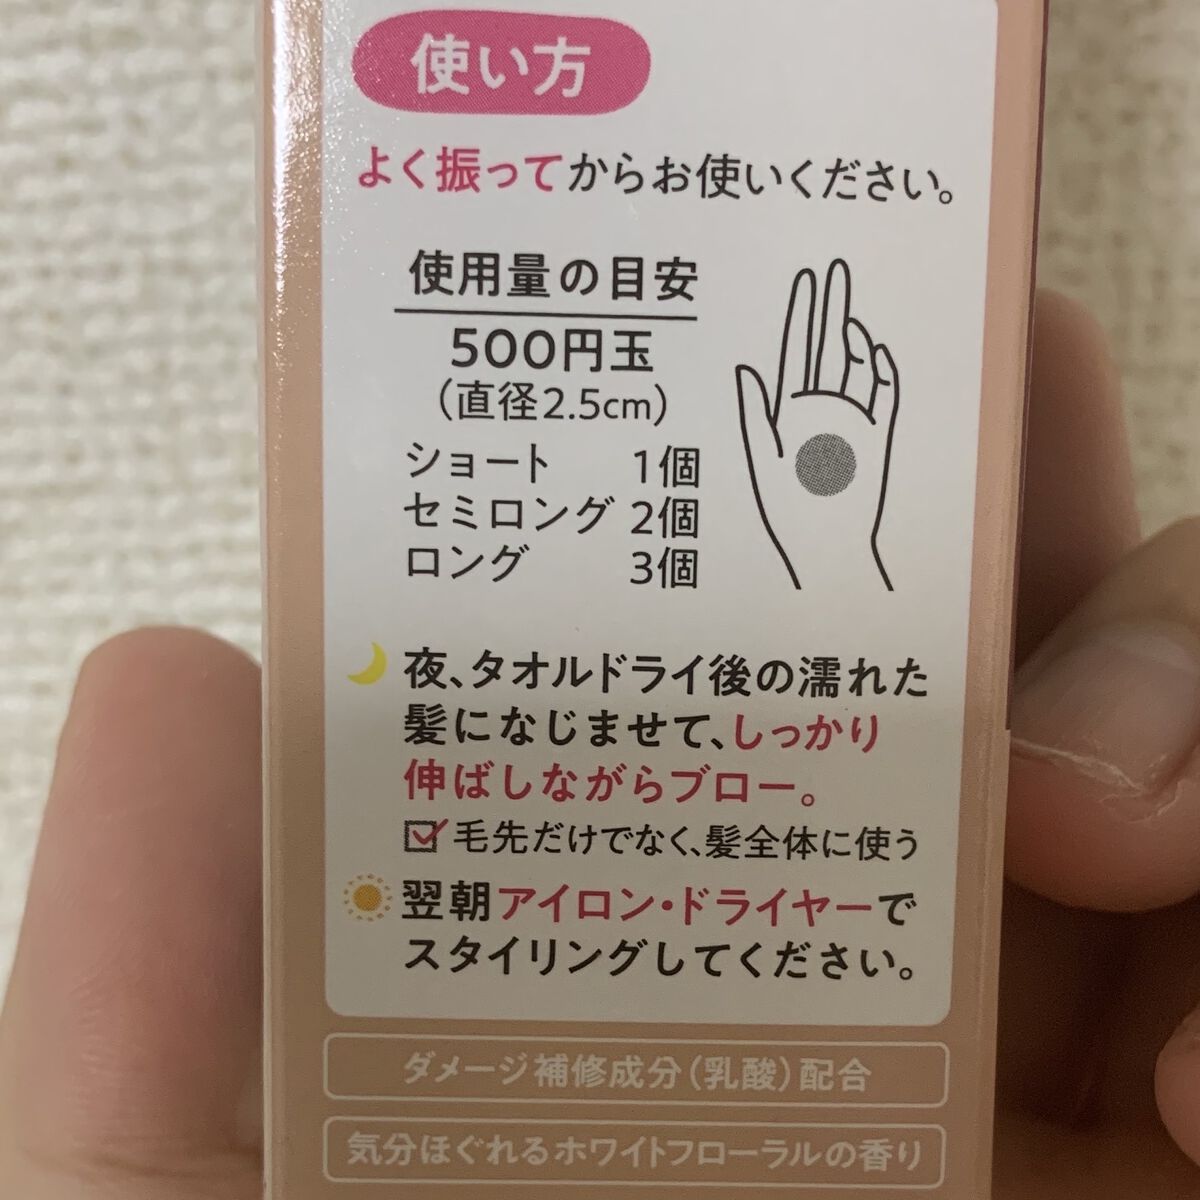 使い方
よく振ってからお使いください。
使用量の目安
500円玉
(直径2.5cm)
ショート 1個
セミロング 2個
ロング 3個
夜、タオルドライ後の濡れた
髪になじませて、しっかり
伸ばしながらブロー。
毛先だけでなく、髪全体に使う
翌朝アイロン・ドライヤーで
スタイリングしてください。
ダメージ補修成分(乳酸)配合
気分ほぐれるホワイトフローラルの香り